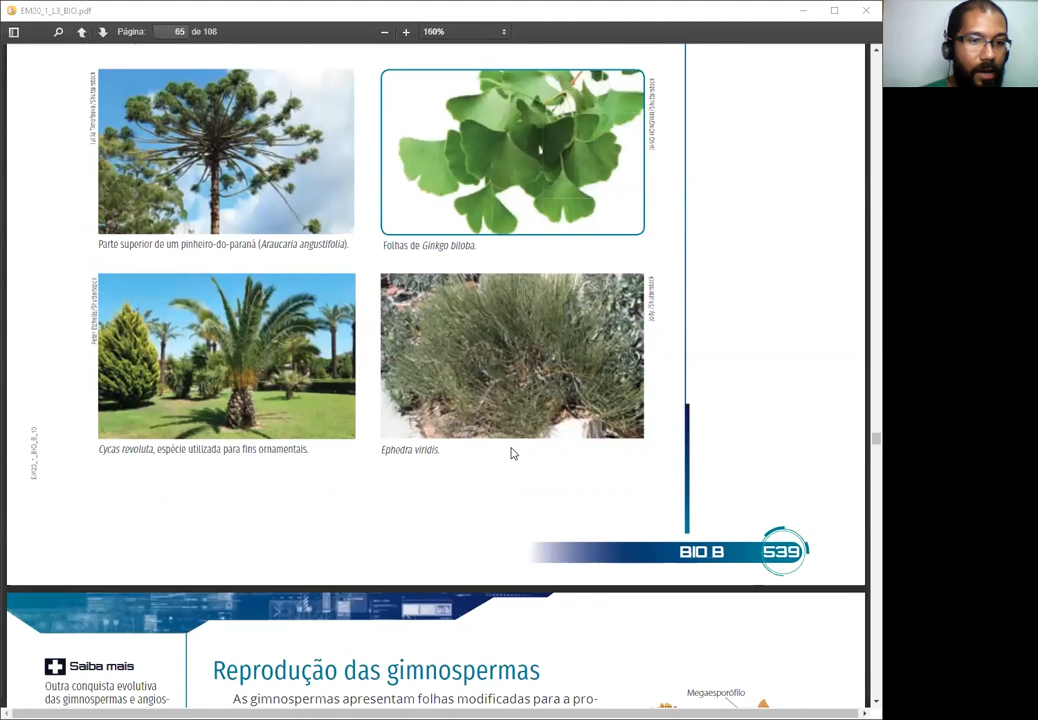 EM20_1_L3_BIO.pdf
Página: 65 de 108 160%
Parte superior de um pinheiro-do-paraná (Araucaria angustifolia).
Folhas de Ginkgo biloba.
Cycas revoluta, espécie utilizada para fins ornamentais.
Ephedra viridis.
EM20_1_BIO_B_10
BIO B 539
Saiba mais
Outra conquista evolutiva
das gimnospermas e angios-
Reprodução das gimnospermas
As gimnospermas apresentam folhas modificadas para a pro-
Megaesporófilo